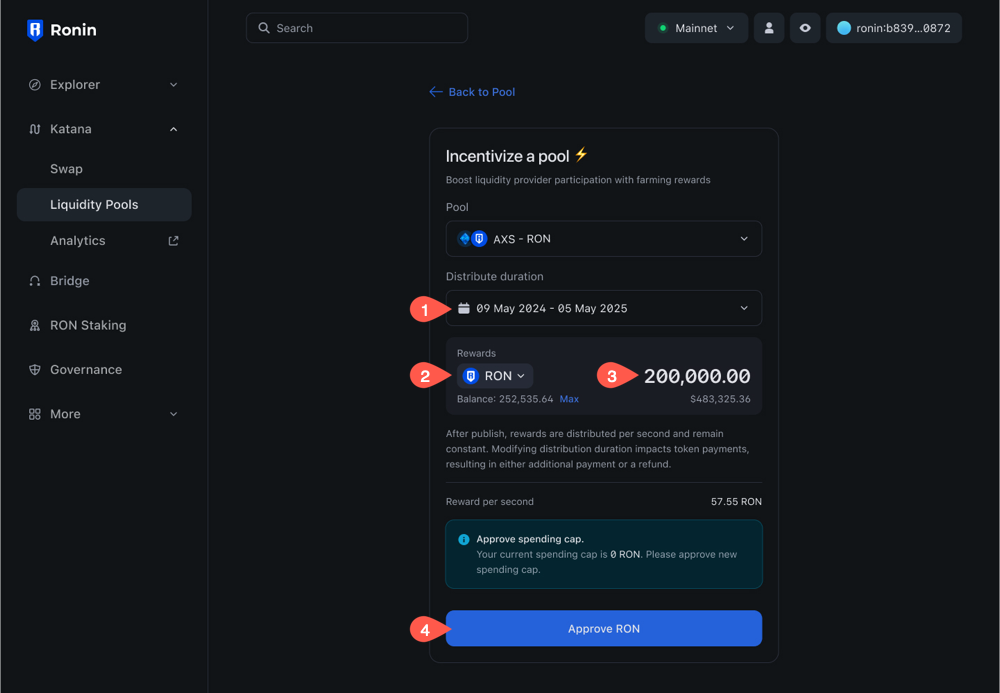 Ronin
Search
Mainnet
ronin:b839...0872
Explorer
Katana
Swap
Liquidity Pools
Analytics
Bridge
RON Staking
Governance
More
Back to Pool
Incentivize a pool ⚡
Boost liquidity provider participation with farming rewards
Pool
AXS - RON
Distribute duration
1
09 May 2024 - 05 May 2025
Rewards
2
RON
3
200,000.00
Balance: 252,535.64 Max
$483,325.36
After publish, rewards are distributed per second and remain
constant. Modifying distribution duration impacts token payments,
resulting in either additional payment or a refund.
Reward per second
57.55 RON
Approve spending cap.
Your current spending cap is 0 RON. Please approve new
spending cap.
4
Approve RON